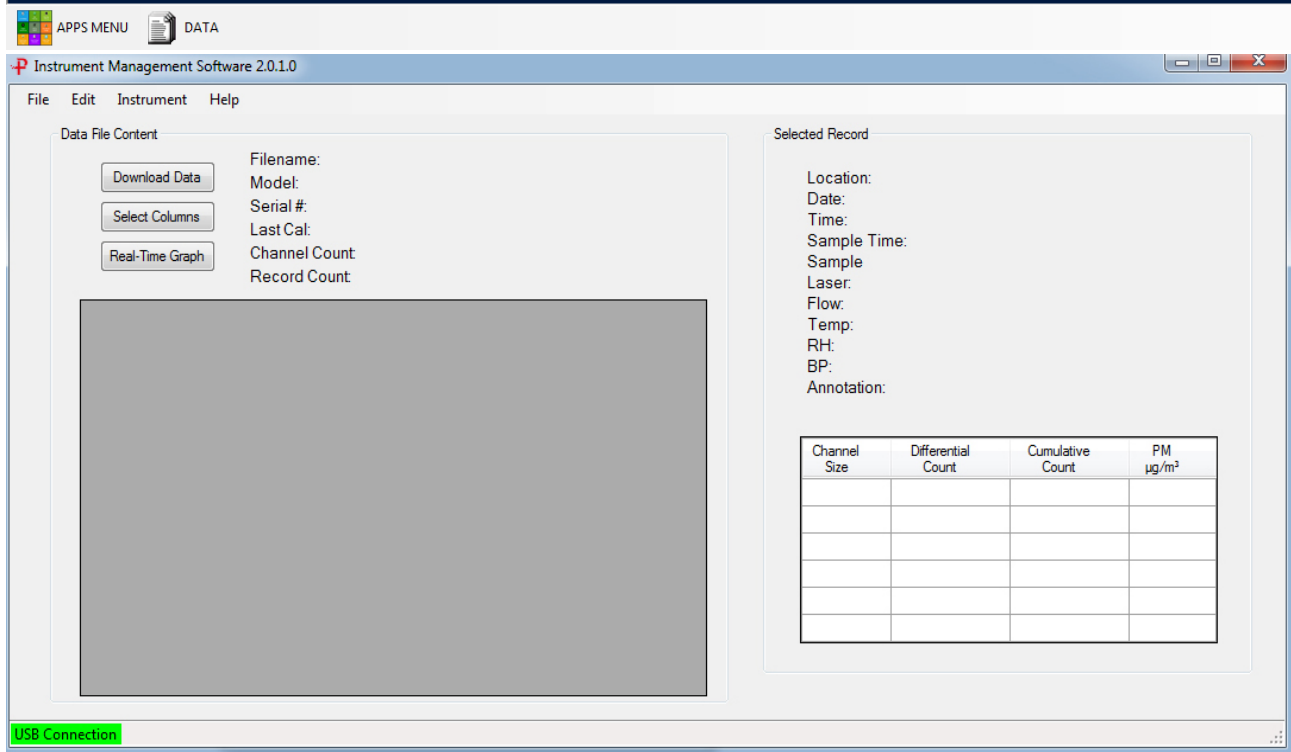 APPS MENU DATA
Instrument Management Software 2.0.1.0
File Edit Instrument Help
Data File Content
Download Data
Select Columns
Real-Time Graph
Filename:
Model:
Serial #:
Last Cal:
Channel Count:
Record Count:
Selected Record
Location:
Date:
Time:
Sample Time:
Sample
Laser:
Flow:
Temp:
RH:
BP:
Annotation:
Channel Size Differential Count Cumulative Count PM µg/m³
USB Connection